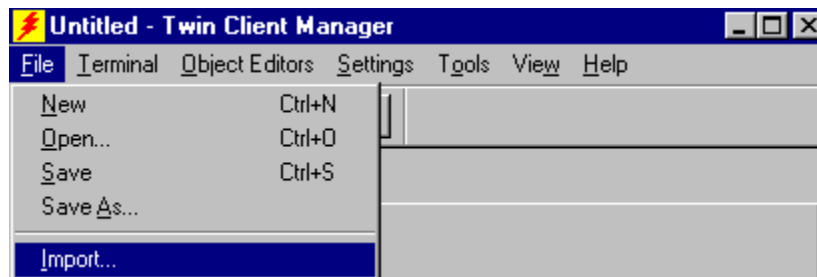 Untitled - Twin Client Manager
File Terminal Object Editors Settings Tools View Help
New Ctrl+N
Open... Ctrl+O
Save Ctrl+S
Save As...
Import...